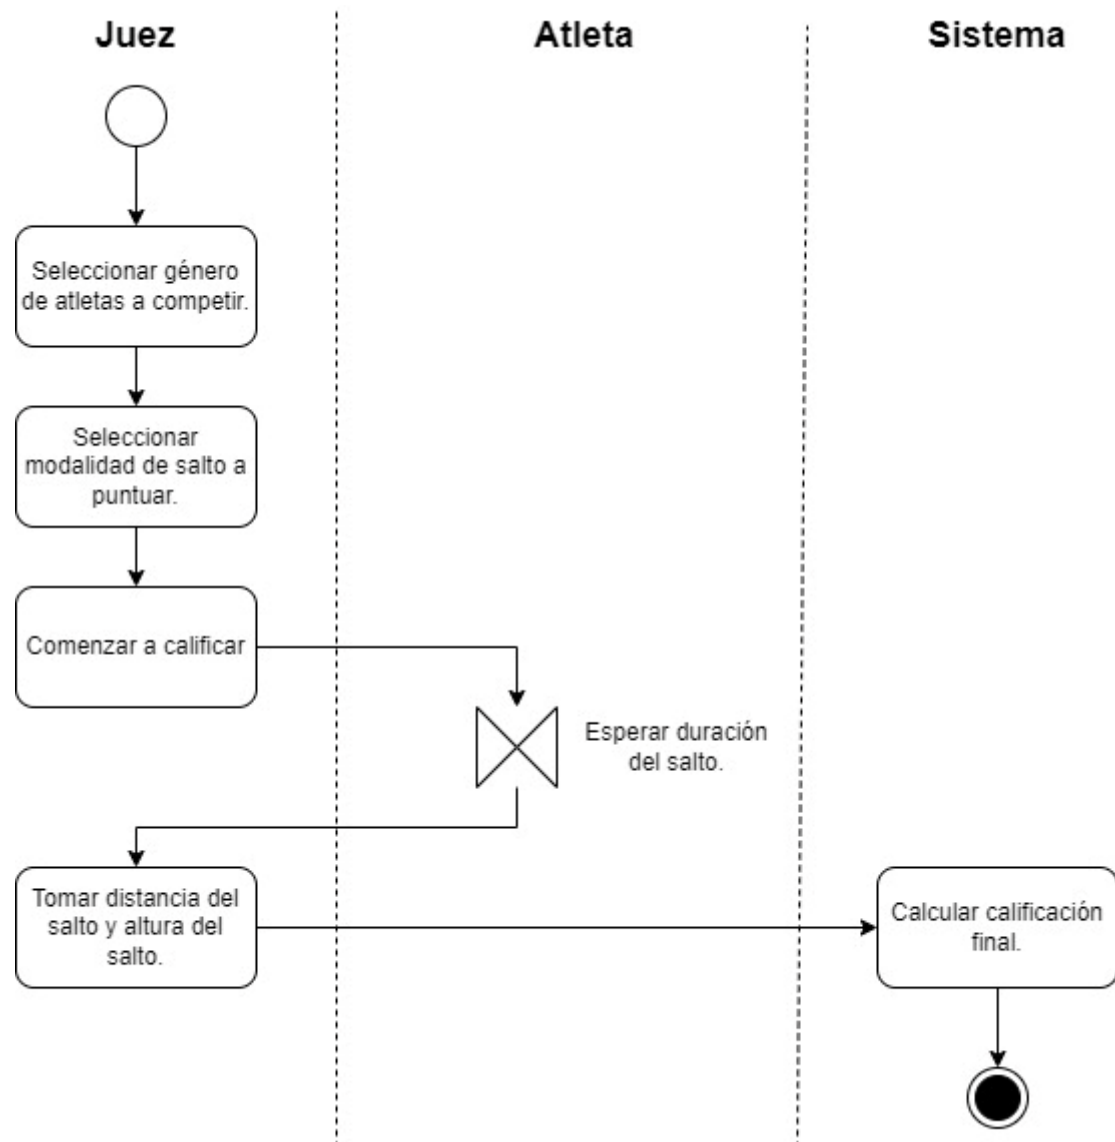 Juez
Atleta
Sistema
Seleccionar género
de atletas a competir.
Seleccionar
modalidad de salto a
puntuar.
Comenzar a calificar
Esperar duración
del salto.
Tomar distancia del
salto y altura del
salto.
Calcular calificación
final.